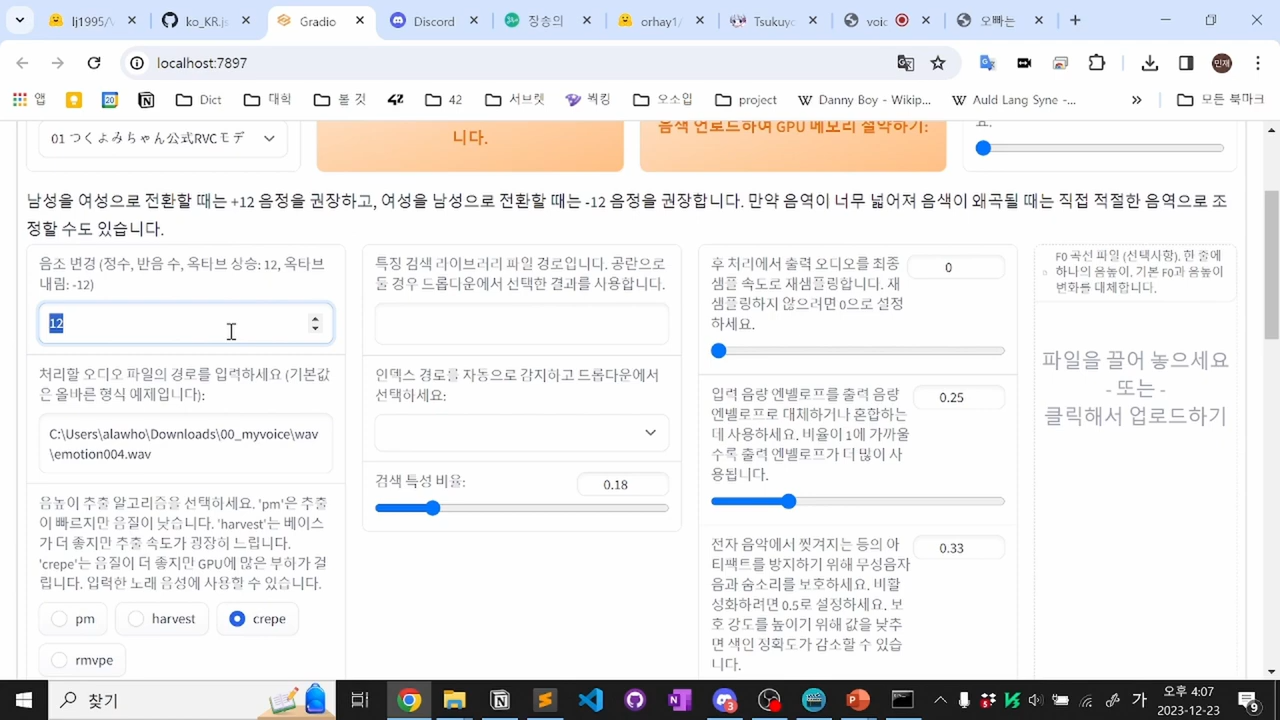 lj1995/V
ko_KR.js
Gradio
Discord
장송의
orhay1/
Tsukuyo
voic
오빠는
localhost:7897
앱
20
Dict
대학
볼 것
42
서브렛
퀵킹
오소입
project
Danny Boy - Wikip...
Auld Lang Syne -...
모든 북마크
01 つくよみちゃん公式RVCモデ
니다.
음색 언로드하여 GPU 메모리 절약하기:
요.
남성을 여성으로 전환할 때는 +12 음정을 권장하고, 여성을 남성으로 전환할 때는 -12 음정을 권장합니다. 만약 음역이 너무 넓어져 음색이 왜곡될 때는 직접 적절한 음역으로 조
정할 수도 있습니다.
음조 변경 (정수, 반음 수, 옥타브 상승: 12, 옥타브
내림: -12)
12
처리할 오디오 파일의 경로를 입력하세요 (기본값
은 올바른 형식 예제입니다):
C:\Users\alawho\Downloads\00_myvoice\wav
\emotion004.wav
음높이 추출 알고리즘을 선택하세요. 'pm'은 추출
이 빠르지만 음질이 낮습니다. 'harvest'는 베이스
가 더 좋지만 추출 속도가 굉장히 느립니다.
'crepe'는 음질이 더 좋지만 GPU에 많은 부하가 걸
립니다. 입력한 노래 음성에 사용할 수 있습니다.
pm
harvest
crepe
rmvpe
특징 검색 라이브러리 파일 경로입니다. 공란으로
둘 경우 드롭다운에서 선택한 결과를 사용합니다.
인덱스 경로를 자동으로 감지하고 드롭다운에서
선택하세요:
검색 특성 비율:
0.18
후 처리에서 출력 오디오를 최종
샘플 속도로 재샘플링합니다. 재
샘플링하지 않으려면 0으로 설정
하세요.
0
입력 음량 엔벨로프를 출력 음량
엔벨로프로 대체하거나 혼합하는
데 사용하세요. 비율이 1에 가까울
수록 출력 엔벨로프가 더 많이 사
용됩니다.
0.25
전자 음악에서 찢겨지는 등의 아
티팩트를 방지하기 위해 무성음자
음과 숨소리를 보호하세요. 비활
성화하려면 0.5로 설정하세요. 보
호 강도를 높이기 위해 값을 낮추
면 색인 정확도가 감소할 수 있습
니다.
0.33
F0 곡선 파일 (선택사항). 한 줄에
하나의 음높이, 기본 F0과 음높이
변화를 대체합니다.
파일을 끌어 놓으세요
- 또는 -
클릭해서 업로드하기
찾기
3
가
오후 4:07
2023-12-23
9